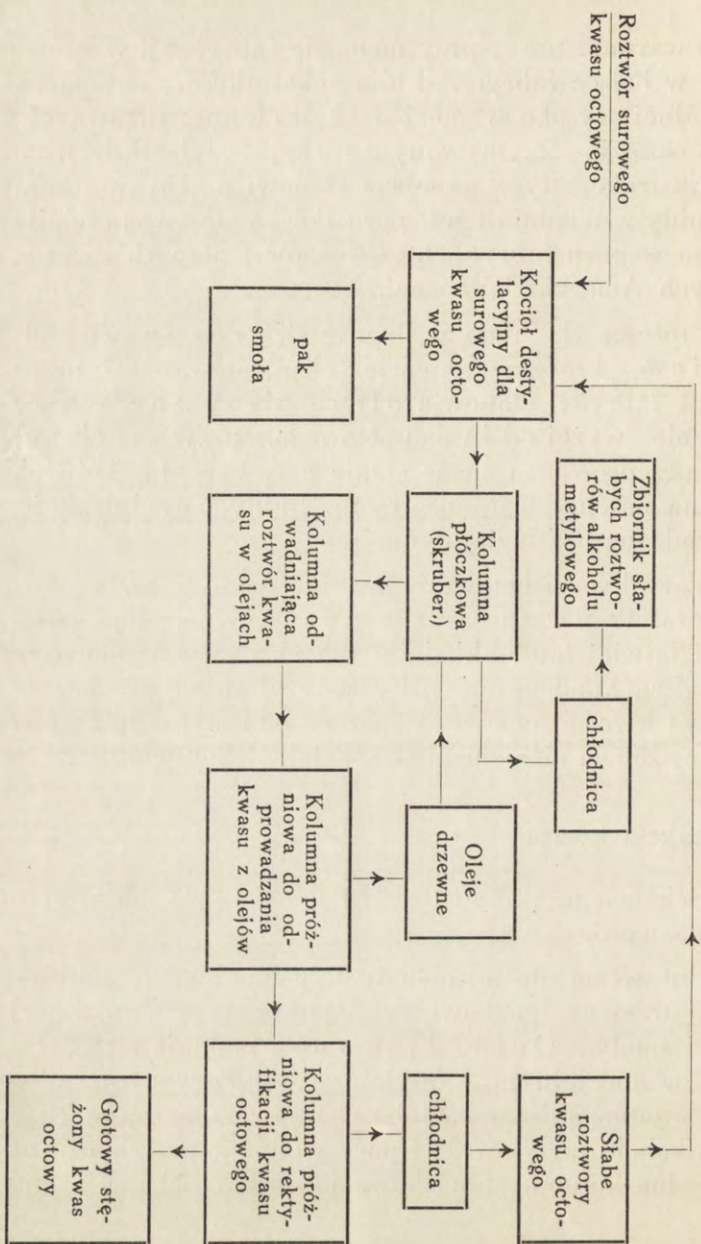 Roztwór surowego
kwasu octowego
Kocioł desty-
lacyjny dla
surowego
kwasu octo-
wego
pak
smoła
Zbiornik sła-
bych roztwo-
rów alkoholu
metylowego
Kolumna
płóczkowa
(skruber.)
Kolumna od-
wadniająca
roztwór kwa-
su w olejach
chłodnica
Oleje
drzewne
Kolumna próż-
niowa do od-
prowadzania
kwasu z olejów
Słabe
roztwory
kwasu octo-
wego
chłodnica
Kolumna próż-
niowa do rekty-
fikacji kwasu
octowego
Gotowy stę-
żony kwas
octowy